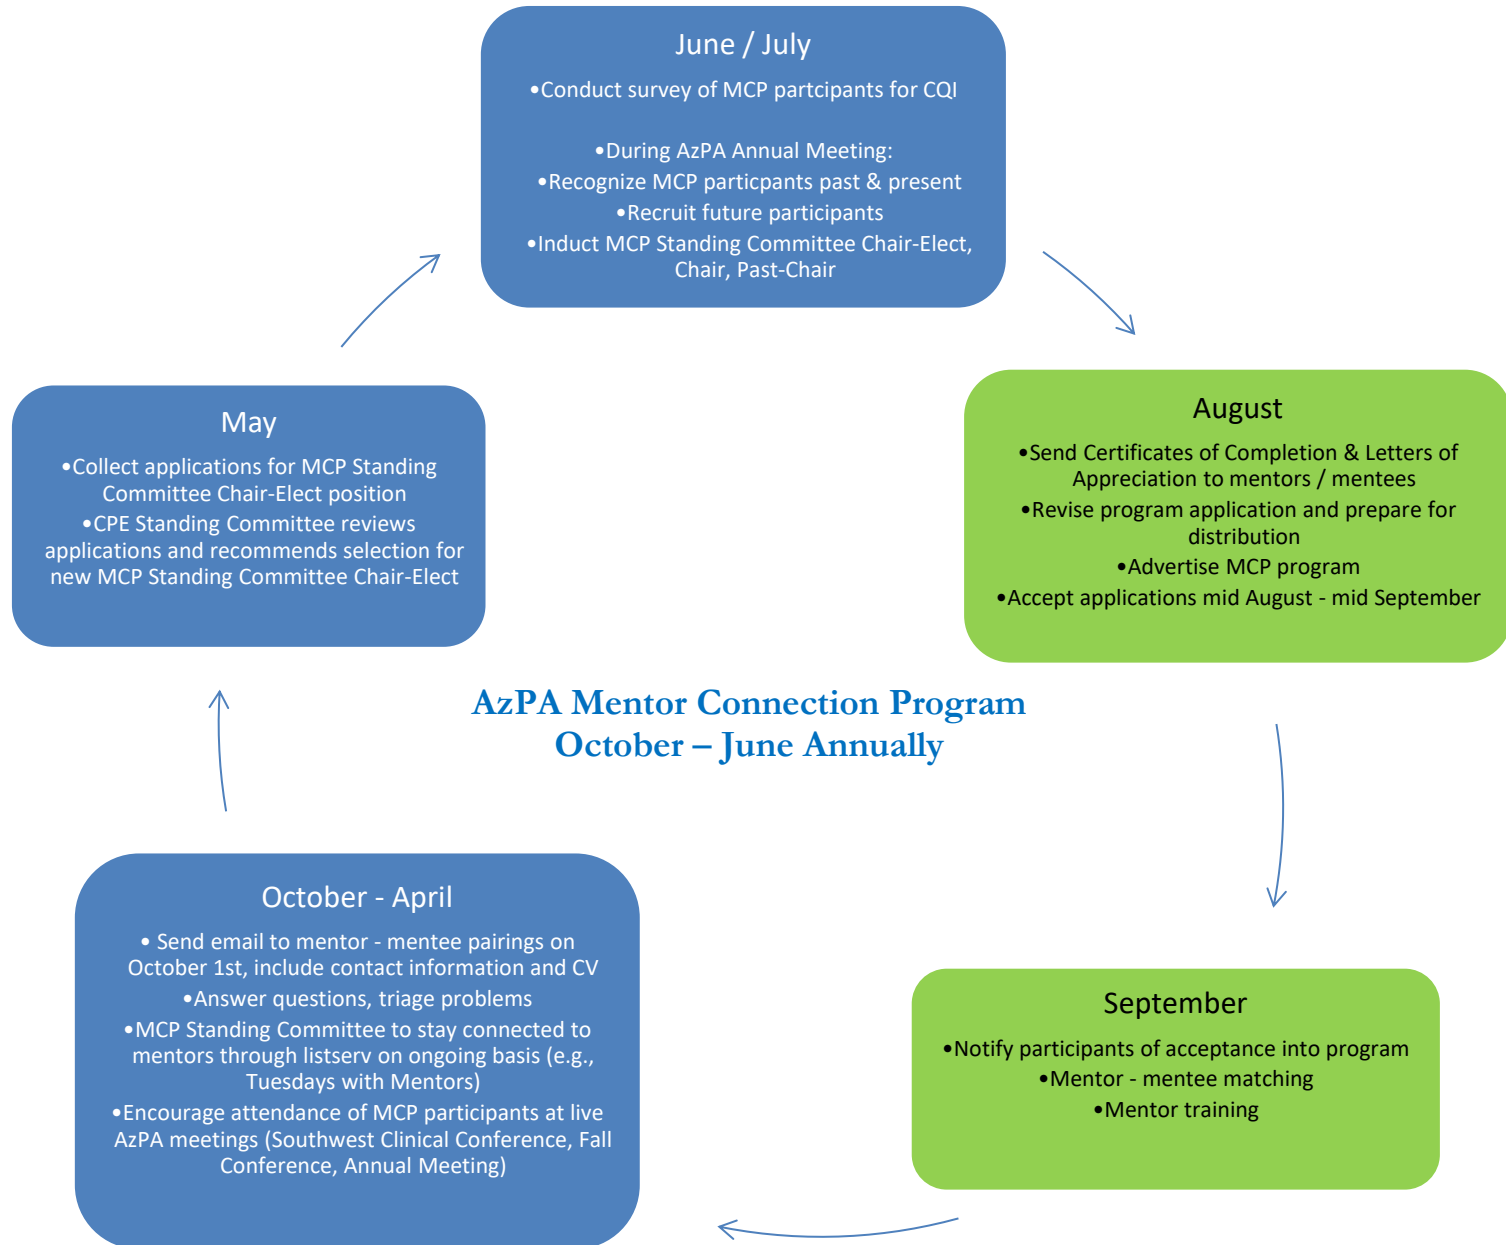 June / July
•Conduct survey of MCP partcipants for CQI
•During AzPA Annual Meeting:
•Recognize MCP particpants past & present
•Recruit future participants
•Induct MCP Standing Committee Chair-Elect,
Chair, Past-Chair
August
•Send Certificates of Completion & Letters of
Appreciation to mentors / mentees
•Revise program application and prepare for
distribution
•Advertise MCP program
•Accept applications mid August - mid September
September
•Notify participants of acceptance into program
•Mentor - mentee matching
•Mentor training
October - April
• Send email to mentor - mentee pairings on
October 1st, include contact information and CV
•Answer questions, triage problems
•MCP Standing Committee to stay connected to
mentors through listserv on ongoing basis (e.g.,
Tuesdays with Mentors)
•Encourage attendance of MCP participants at live
AzPA meetings (Southwest Clinical Conference, Fall
Conference, Annual Meeting)
May
•Collect applications for MCP Standing
Committee Chair-Elect position
•CPE Standing Committee reviews
applications and recommends selection for
new MCP Standing Committee Chair-Elect
AzPA Mentor Connection Program
October – June Annually